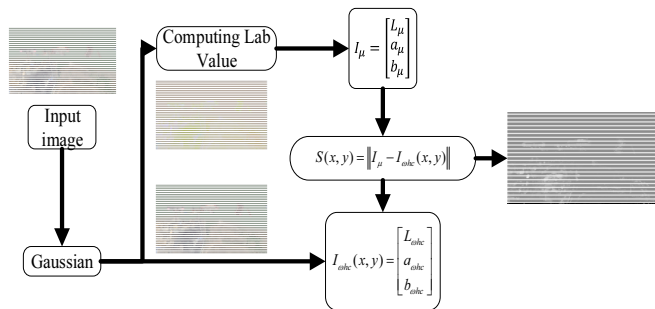 Computing Lab
Value
I_μ = [L_μ a_μ b_μ]
Input
image
S(x, y) = ‖I_μ − I_ωhc(x, y)‖
Gaussian
I_ωhc(x, y) = [L_ωhc a_ωhc b_ωhc]